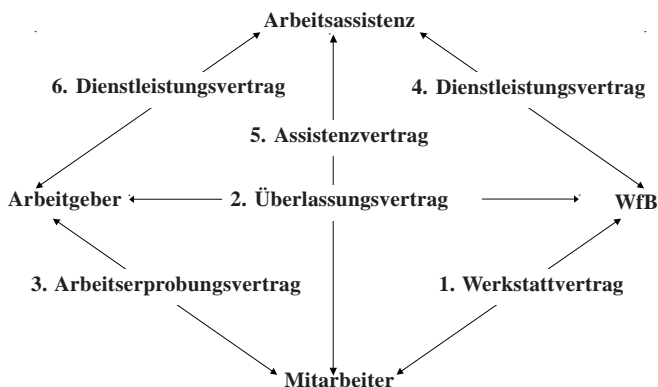 Arbeitsassistenz
6. Dienstleistungsvertrag
4. Dienstleistungsvertrag
5. Assistenzvertrag
Arbeitgeber
2. Überlassungsvertrag
WfB
3. Arbeitserprobungsvertrag
1. Werkstattvertrag
Mitarbeiter